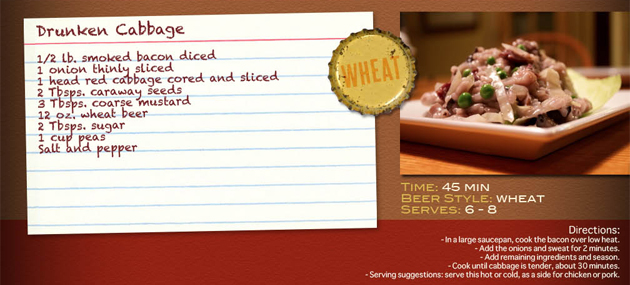 Drunken Cabbage
1/2 lb. smoked bacon diced
1 onion thinly sliced
1 head red cabbage cored and sliced
2 Tbsps. caraway seeds
3 Tbsps. coarse mustard
12 oz. wheat beer
2 Tbsps. sugar
1 cup peas
Salt and pepper
WHEAT
TIME: 45 MIN
BEER STYLE: WHEAT
SERVES: 6 - 8
Directions:
- In a large saucepan, cook the bacon over low heat.
- Add the onions and sweat for 2 minutes.
- Add remaining ingredients and season.
- Cook until cabbage is tender, about 30 minutes.
- Serving suggestions: serve this hot or cold, as a side for chicken or pork.